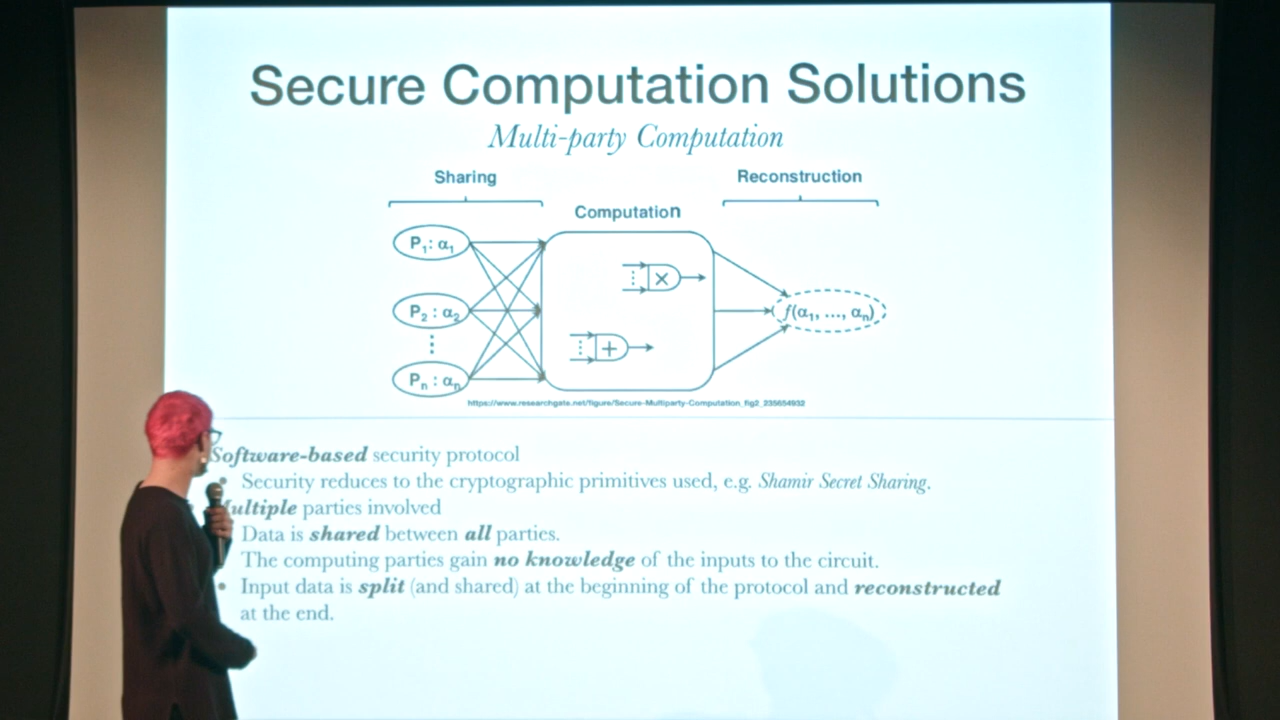 Secure Computation Solutions
Multi-party Computation
Sharing
Reconstruction
Computation
P₁ : α₁
×
P₂ : α₂
f(α₁, ..., αₙ)
+
Pₙ : αₙ
https://www.researchgate.net/figure/Secure-Multiparty-Computation_fig2_235654932
Software-based security protocol
• Security reduces to the cryptographic primitives used, e.g. Shamir Secret Sharing.
parties involved
Data is shared between all parties.
The computing parties gain no knowledge of the inputs to the circuit.
• Input data is split (and shared) at the beginning of the protocol and reconstructed
at the end.